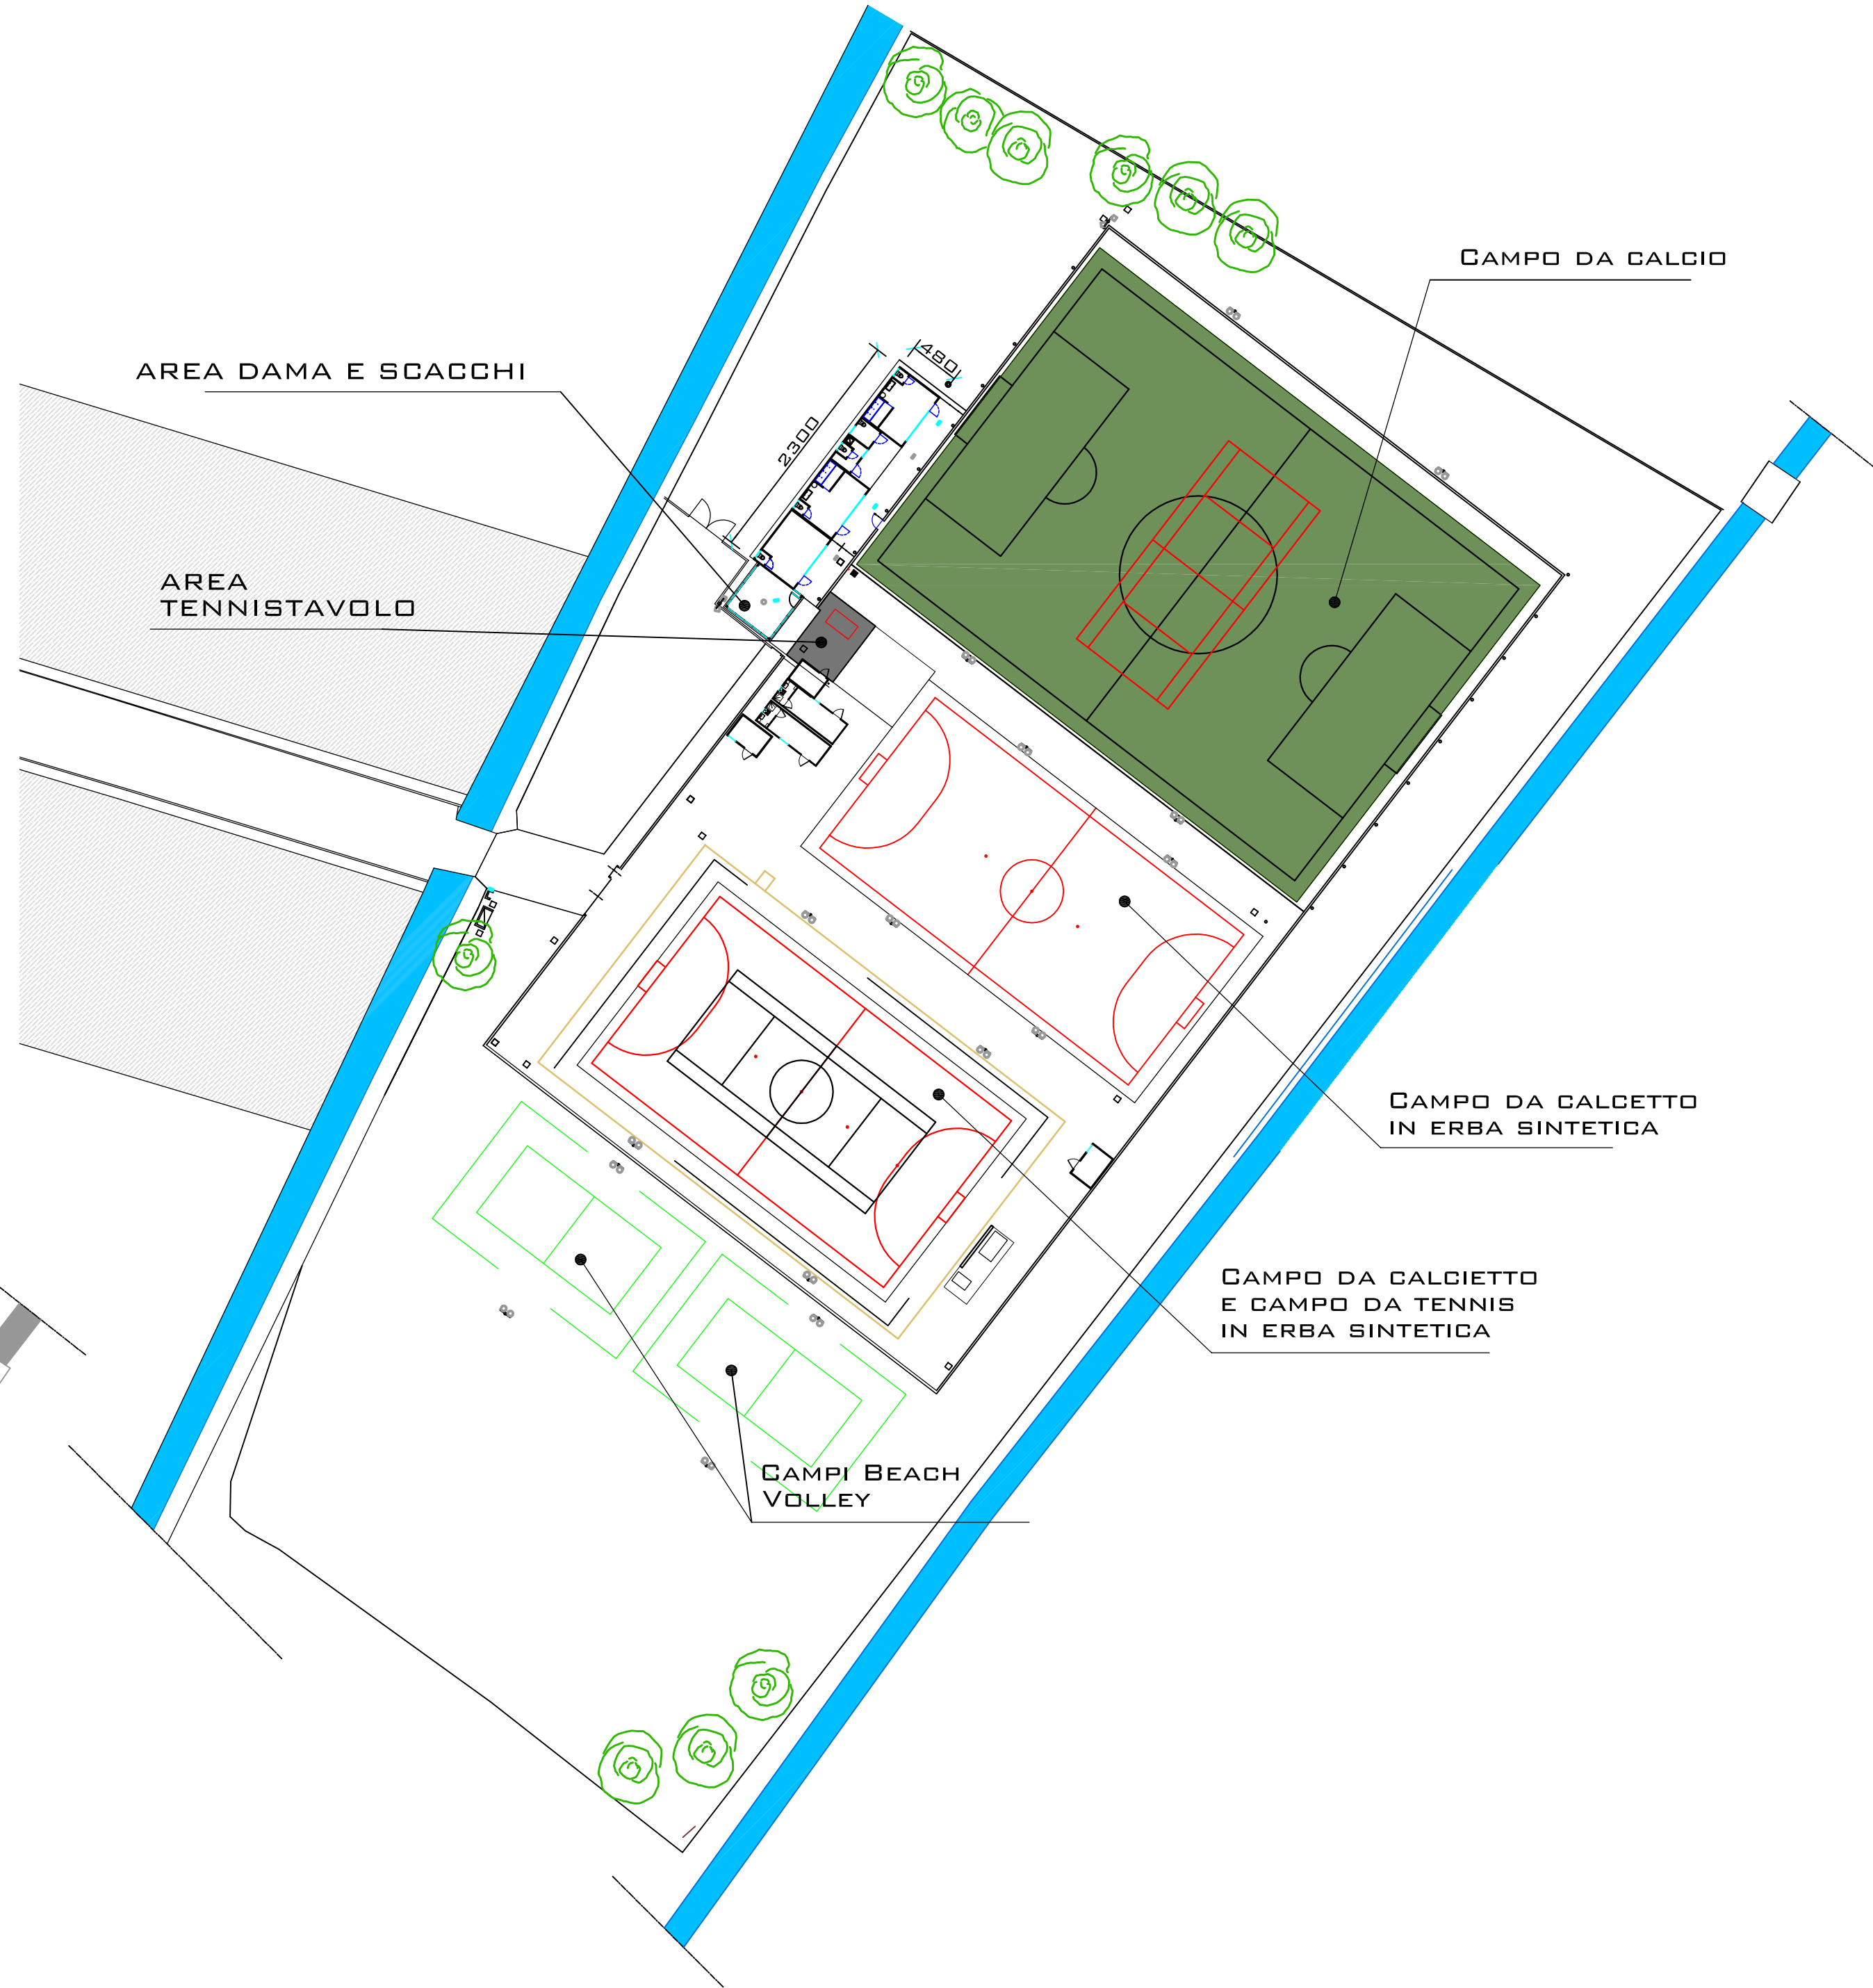 Campo da calcio
480
AREA DAMA E SCACCHI
2300
AREA
TENNISTAVOLO
Campo da calcetto
in erba sintetica
Campo da calcietto
e campo da tennis
in erba sintetica
Campi Beach
Volley